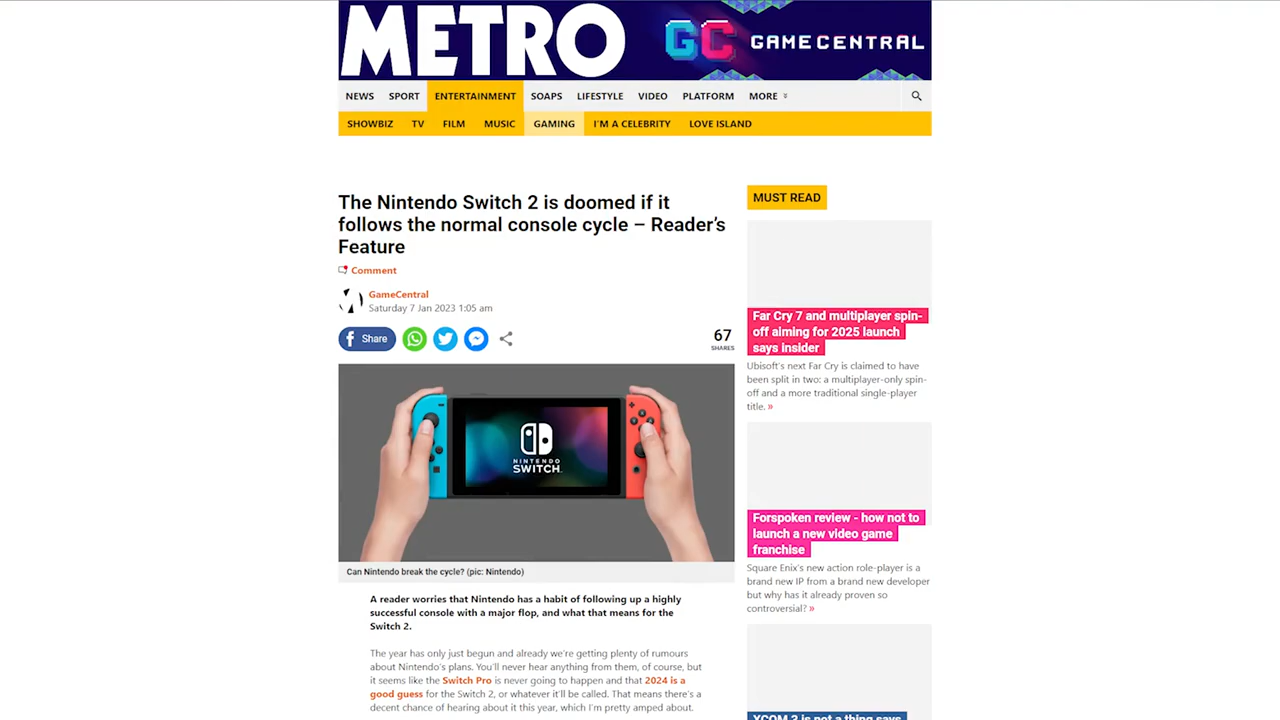 METRO
GC GAMECENTRAL
NEWS SPORT ENTERTAINMENT SOAPS LIFESTYLE VIDEO PLATFORM MORE
SHOWBIZ TV FILM MUSIC GAMING I'M A CELEBRITY LOVE ISLAND
The Nintendo Switch 2 is doomed if it
follows the normal console cycle – Reader's
Feature
Comment
GameCentral
Saturday 7 Jan 2023 1:05 am
Share
67
SHARES
NINTENDO
SWITCH
Can Nintendo break the cycle? (pic: Nintendo)
A reader worries that Nintendo has a habit of following up a highly
successful console with a major flop, and what that means for the
Switch 2.
The year has only just begun and already we're getting plenty of rumours
about Nintendo's plans. You'll never hear anything from them, of course, but
it seems like the Switch Pro is never going to happen and that 2024 is a
good guess for the Switch 2, or whatever it'll be called. That means there's a
decent chance of hearing about it this year, which I'm pretty amped about.
MUST READ
Far Cry 7 and multiplayer spin-
off aiming for 2025 launch
says insider
Ubisoft's next Far Cry is claimed to have
been split in two: a multiplayer-only spin-
off and a more traditional single-player
title. »
Forspoken review - how not to
launch a new video game
franchise
Square Enix's new action role-player is a
brand new IP from a brand new developer
but why has it already proven so
controversial? »
XCOM 3 is not a thing says